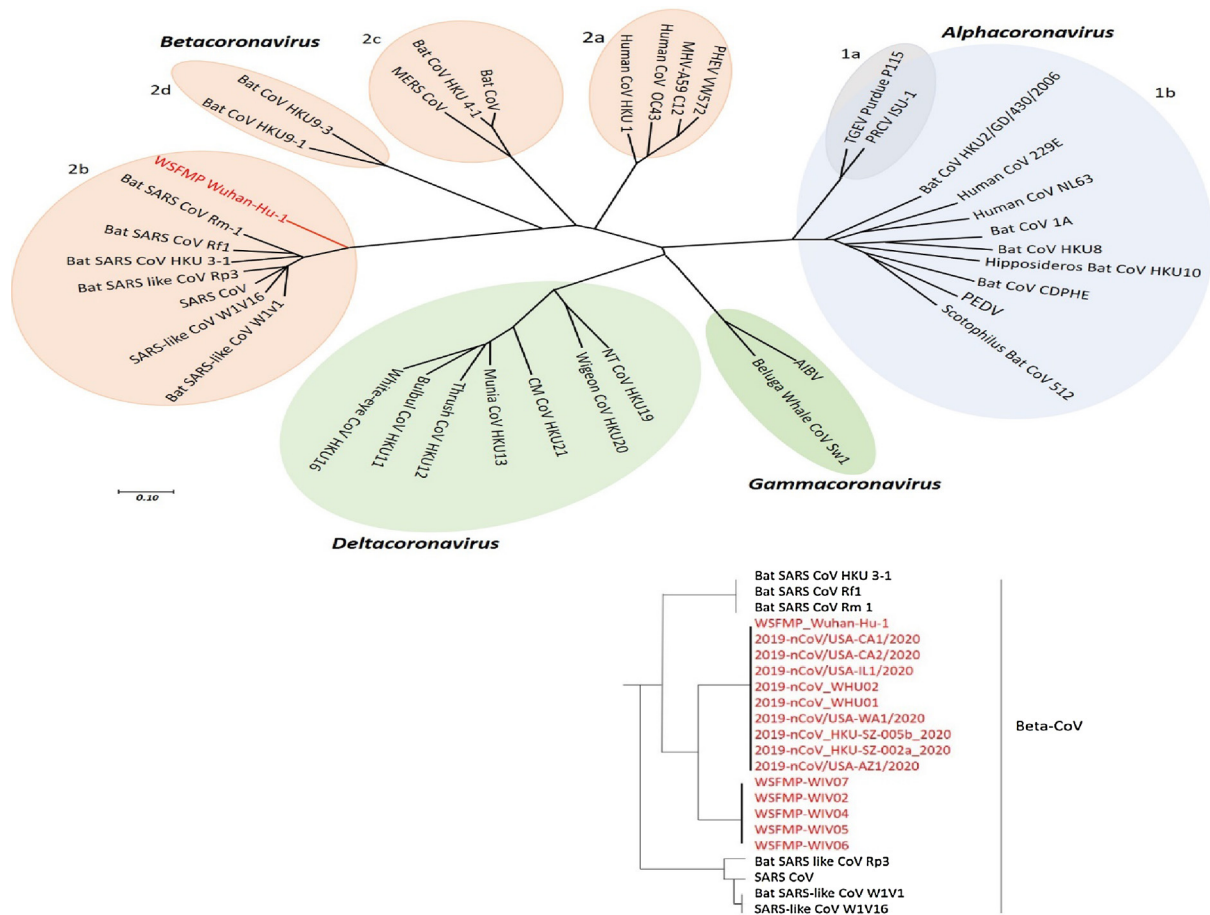 Betacoronavirus
2d
Bat CoV HKU9-3
Bat CoV HKU9-1
2c
Bat CoV HKU 4-1
MERS CoV
Bat CoV
2a
Human CoV HKU 1
Human CoV OC43
MHV-A59 C12
PHEV VW572
2b
WSFMP Wuhan-Hu-1
Bat SARS CoV Rm-1
Bat SARS CoV Rf1
Bat SARS CoV HKU 3-1
Bat SARS like CoV Rp3
SARS CoV
SARS-like CoV W1V16
Bat SARS-like CoV W1v1
Alphacoronavirus
1a
TGEV Purdue P115
PRCV ISU-1
1b
Bat CoV HKU2/GD/430/2006
Human CoV 229E
Human CoV NL63
Bat CoV 1A
Bat CoV HKU8
Hipposideros Bat CoV HKU10
Bat CoV CDPHE
PEDV
Scotophilus Bat CoV 512
White-eye CoV HKU16
Bulbul CoV HKU11
Thrush CoV HKU12
Munia CoV HKU13
CM CoV HKU21
Wigeon CoV HKU20
NT CoV HKU19
Deltacoronavirus
AIBV
Beluga Whale CoV Sw1
Gammacoronavirus
0.10
Bat SARS CoV HKU 3-1
Bat SARS CoV Rf1
Bat SARS CoV Rm 1
WSFMP_Wuhan-Hu-1
2019-nCoV/USA-CA1/2020
2019-nCoV/USA-CA2/2020
2019-nCoV/USA-IL1/2020
2019-nCoV_WHU02
2019-nCoV_WHU01
2019-nCoV/USA-WA1/2020
2019-nCoV_HKU-SZ-005b_2020
2019-nCoV_HKU-SZ-002a_2020
2019-nCoV/USA-AZ1/2020
WSFMP-WIV07
WSFMP-WIV02
WSFMP-WIV04
WSFMP-WIV05
WSFMP-WIV06
Bat SARS like CoV Rp3
SARS CoV
Bat SARS-like CoV W1V1
SARS-like CoV W1V16
Beta-CoV